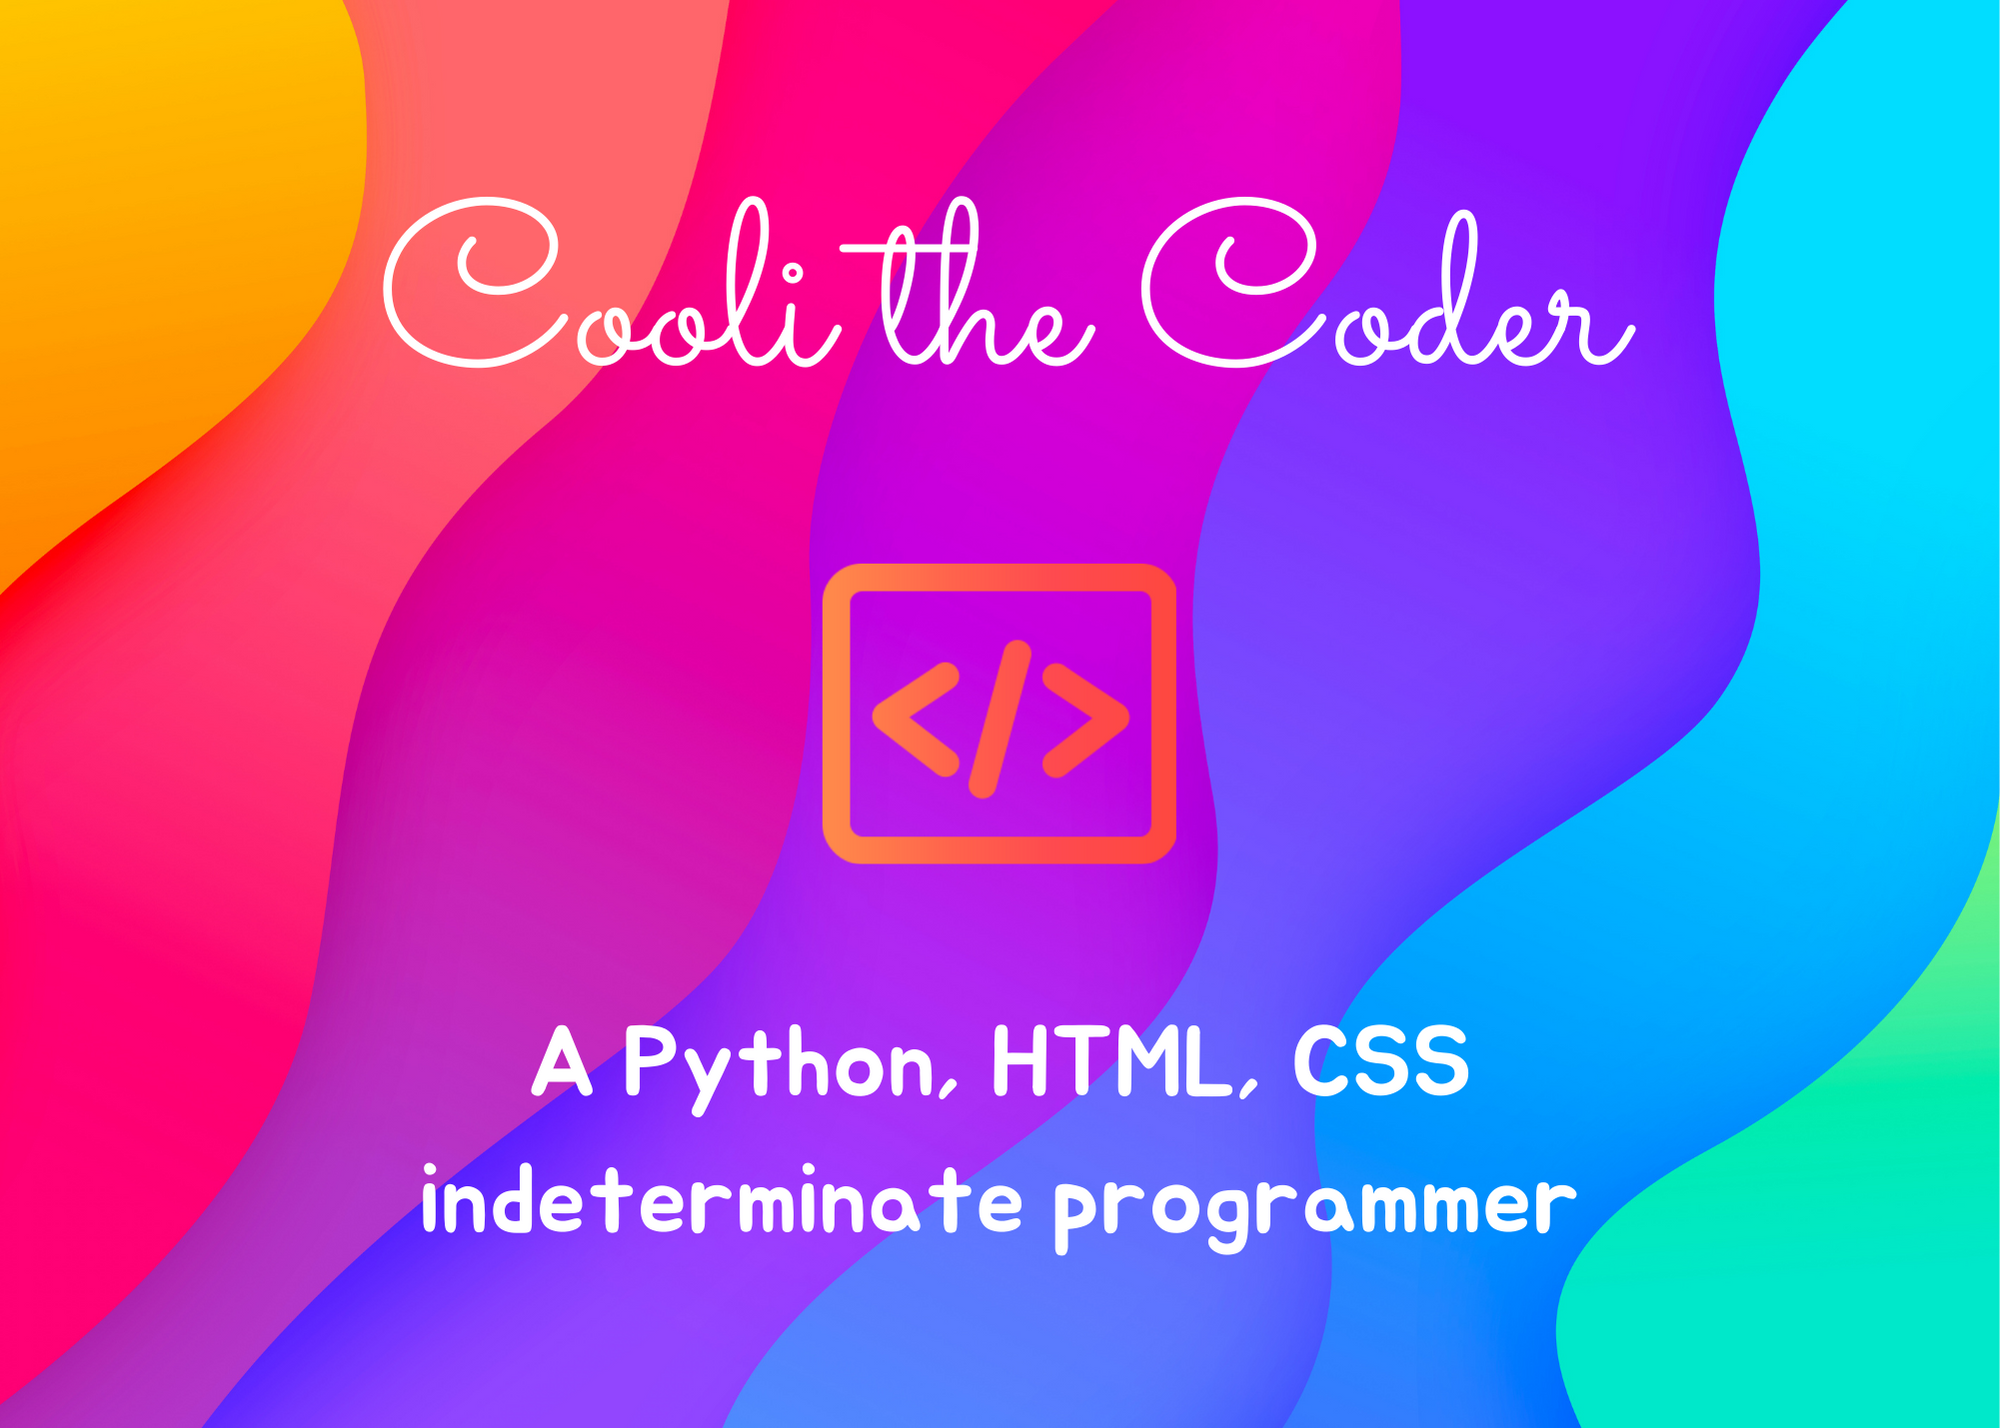 Cooli the Coder
</>
A Python, HTML, CSS
indeterminate programmer